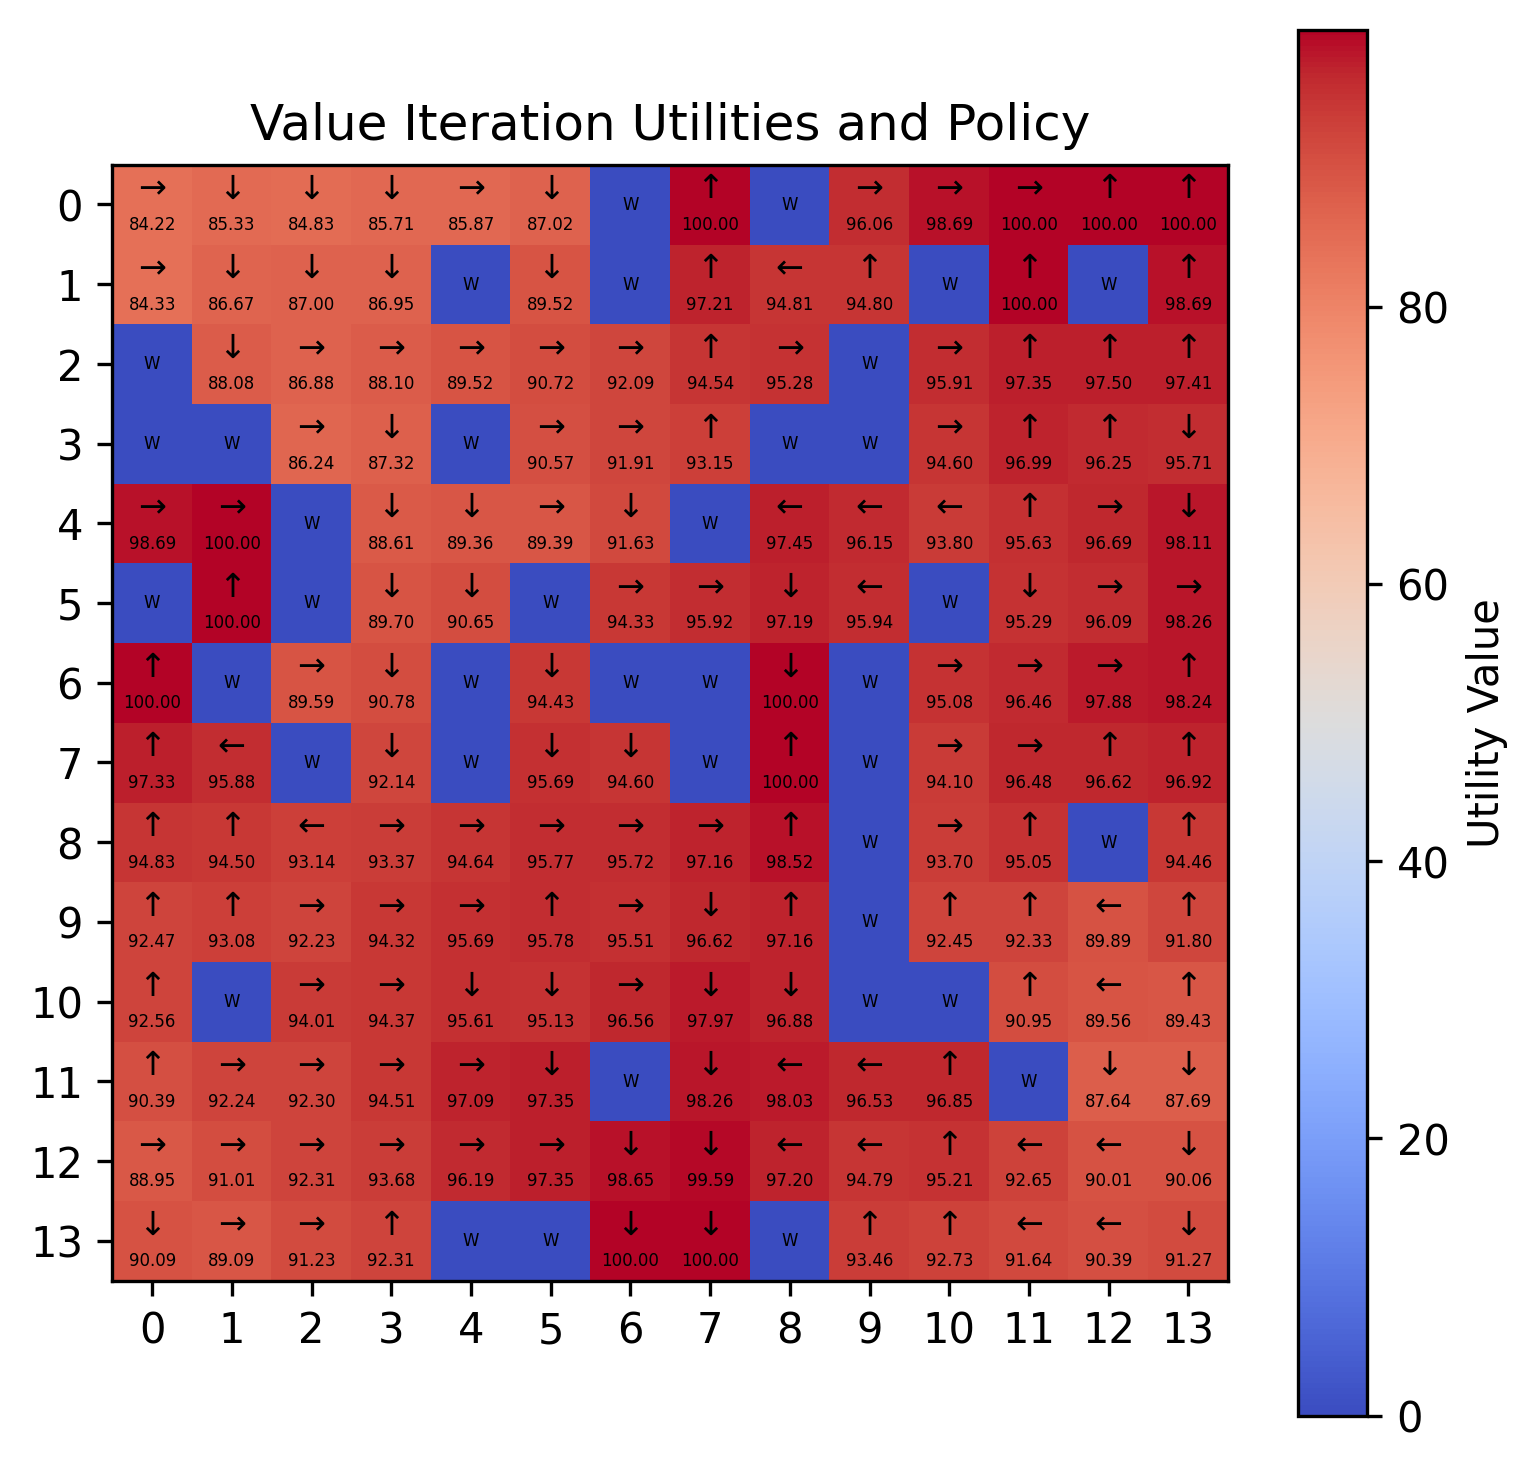 Value Iteration Utilities and Policy
0 → ↓ ↓ ↓ → ↓ W ↑ W → → → ↑ ↑
84.22 85.33 84.83 85.71 85.87 87.02 100.00 96.06 98.69 100.00 100.00 100.00
1 → ↓ ↓ ↓ W ↓ W ↑ ← ↑ W ↑ W ↑
84.33 86.67 87.00 86.95 89.52 97.21 94.81 94.80 100.00 98.69
2 W ↓ → → → → → ↑ → W → ↑ ↑ ↑
88.08 86.88 88.10 89.52 90.72 92.09 94.54 95.28 95.91 97.35 97.50 97.41
3 W W → ↓ W → → ↑ W W → ↑ ↑ ↓
86.24 87.32 90.57 91.91 93.15 94.60 96.99 96.25 95.71
4 → → W ↓ ↓ → ↓ W ← ← ← ↑ → ↓
98.69 100.00 88.61 89.36 89.39 91.63 97.45 96.15 93.80 95.63 96.69 98.11
5 W ↑ W ↓ ↓ W → → ↓ ← W ↓ → →
100.00 89.70 90.65 94.33 95.92 97.19 95.94 95.29 96.09 98.26
6 ↑ W → ↓ W ↓ W W ↓ W → → → ↑
100.00 89.59 90.78 94.43 100.00 95.08 96.46 97.88 98.24
7 ↑ ← W ↓ W ↓ ↓ W ↑ W → → ↑ ↑
97.33 95.88 92.14 95.69 94.60 100.00 94.10 96.48 96.62 96.92
8 ↑ ↑ ← → → → → → ↑ W → ↑ W ↑
94.83 94.50 93.14 93.37 94.64 95.77 95.72 97.16 98.52 93.70 95.05 94.46
9 ↑ ↑ → → → ↑ → ↓ ↑ W ↑ ↑ ← ↑
92.47 93.08 92.23 94.32 95.69 95.78 95.51 96.62 97.16 92.45 92.33 89.89 91.80
10 ↑ W → → ↓ ↓ → ↓ ↓ W W ↑ ← ↑
92.56 94.01 94.37 95.61 95.13 96.56 97.97 96.88 90.95 89.56 89.43
11 ↑ → → → → ↓ W ↓ ← ← ↑ W ↓ ↓
90.39 92.24 92.30 94.51 97.09 97.35 98.26 98.03 96.53 96.85 87.64 87.69
12 → → → → → → ↓ ↓ ← ← ↑ ← ← ↓
88.95 91.01 92.31 93.68 96.19 97.35 98.65 99.59 97.20 94.79 95.21 92.65 90.01 90.06
13 ↓ → → ↑ W W ↓ ↓ W ↑ ↑ ← ← ↓
90.09 89.09 91.23 92.31 100.00 100.00 93.46 92.73 91.64 90.39 91.27
0 1 2 3 4 5 6 7 8 9 10 11 12 13
80
60
40
20
0
Utility Value